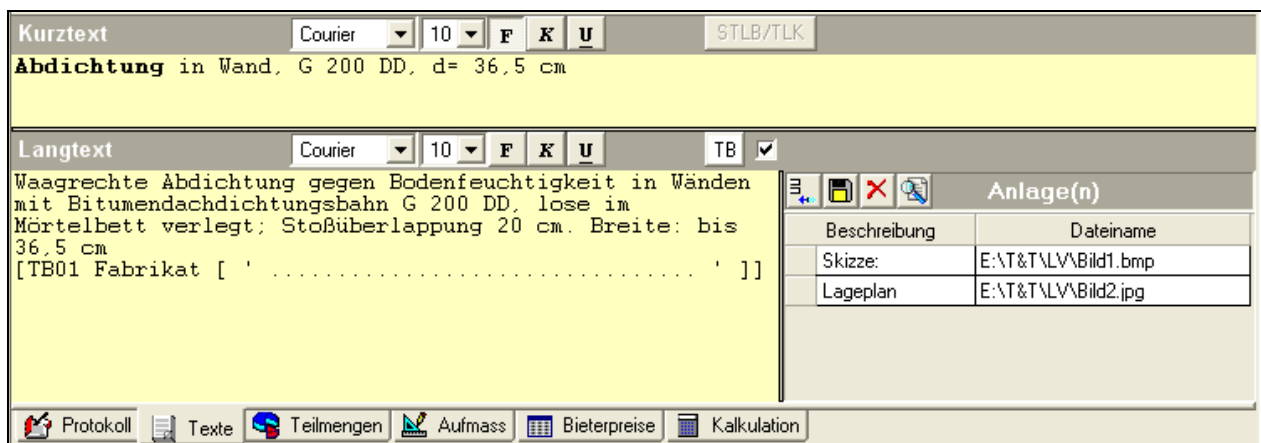 Kurztext Courier 10 F K U STLB/TLK
Abdichtung in Wand, G 200 DD, d= 36,5 cm
Langtext Courier 10 F K U TB
Waagrechte Abdichtung gegen Bodenfeuchtigkeit in Wänden
mit Bitumendachdichtungsbahn G 200 DD, lose im
Mörtelbett verlegt; Stoßüberlappung 20 cm. Breite: bis
36,5 cm
[TB01 Fabrikat [ ' ................................ ' ]]
Anlage(n)
Beschreibung Dateiname
Skizze: E:\T&T\LV\Bild1.bmp
Lageplan E:\T&T\LV\Bild2.jpg
Protokoll Texte Teilmengen Aufmass Bieterpreise Kalkulation